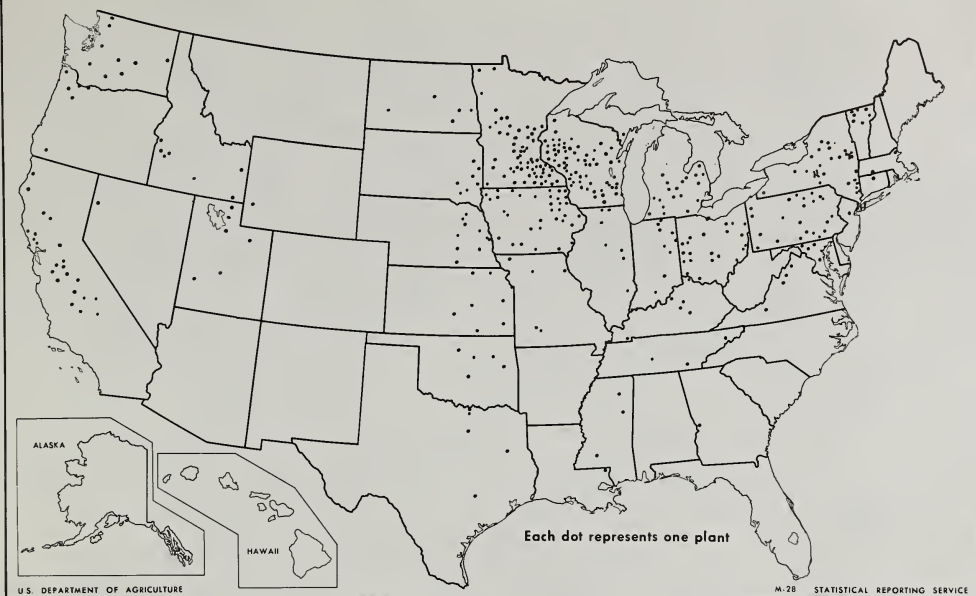 ALASKA
HAWAII
Each dot represents one plant
U.S. DEPARTMENT OF AGRICULTURE
M-28 STATISTICAL REPORTING SERVICE